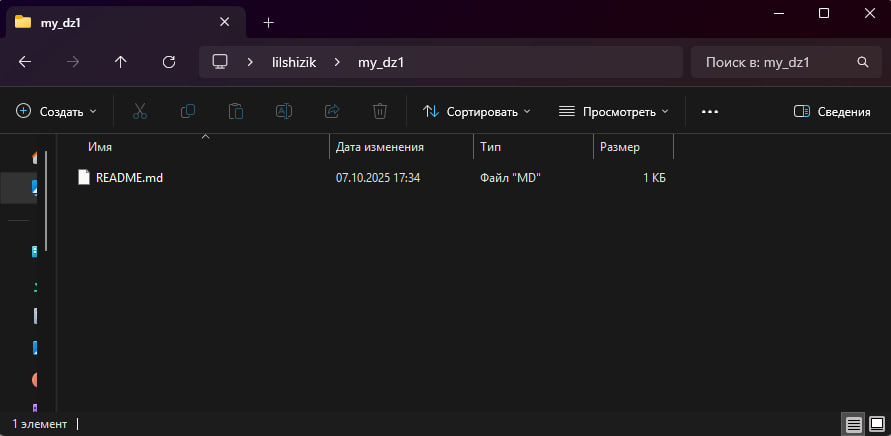 my_dz1
lilshizik my_dz1 Поиск в: my_dz1
Создать Сортировать Просмотреть Сведения
Имя Дата изменения Тип Размер
README.md 07.10.2025 17:34 Файл "MD" 1 КБ
1 элемент